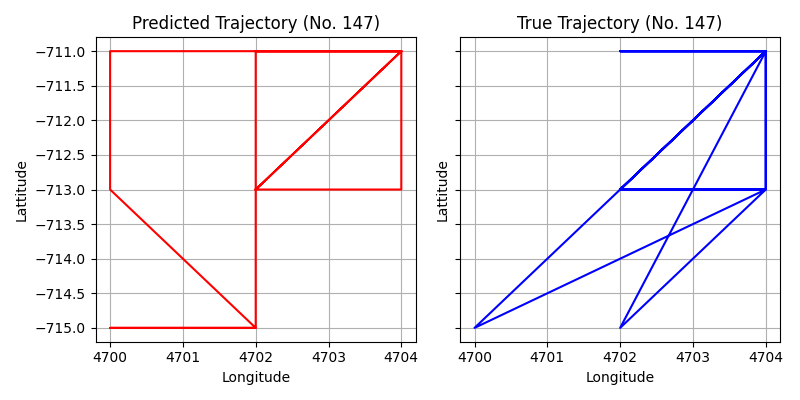 Predicted Trajectory (No. 147)
Lattitude
−711.0
−711.5
−712.0
−712.5
−713.0
−713.5
−714.0
−714.5
−715.0
4700 4701 4702 4703 4704
Longitude
True Trajectory (No. 147)
Lattitude
4700 4701 4702 4703 4704
Longitude